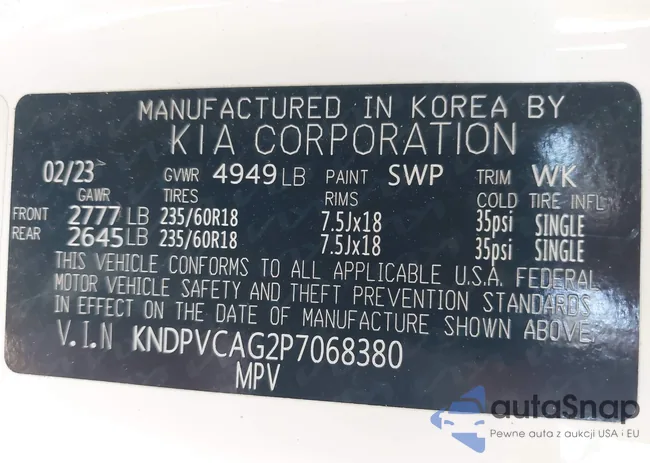 MANUFACTURED IN KOREA BY
KIA CORPORATION
02/23 GVWR 4949 LB PAINT SWP TRIM WK
GAWR TIRES RIMS COLD TIRE INFL
FRONT 2777 LB 235/60R18 7.5Jx18 35psi SINGLE
REAR 2645 LB 235/60R18 7.5Jx18 35psi SINGLE
THIS VEHICLE CONFORMS TO ALL APPLICABLE U.S.A. FEDERAL
MOTOR VEHICLE SAFETY AND THEFT PREVENTION STANDARDS
IN EFFECT ON THE DATE OF MANUFACTURE SHOWN ABOVE.
V.I.N KNDPVCAG2P7068380
MPV
autaSnap
Pewne auta z aukcji USA i EU